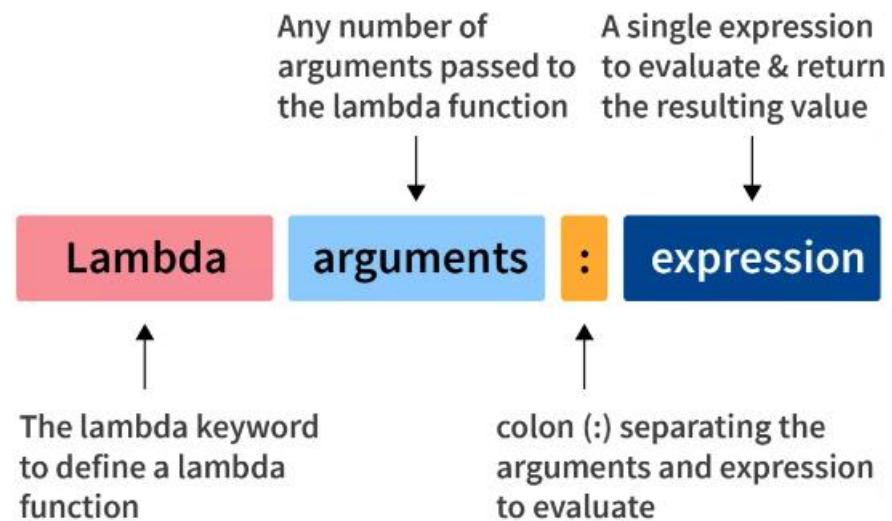 Any number of
arguments passed to
the lambda function
A single expression
to evaluate & return
the resulting value
Lambda arguments : expression
The lambda keyword
to define a lambda
function
colon (:) separating the
arguments and expression
to evaluate